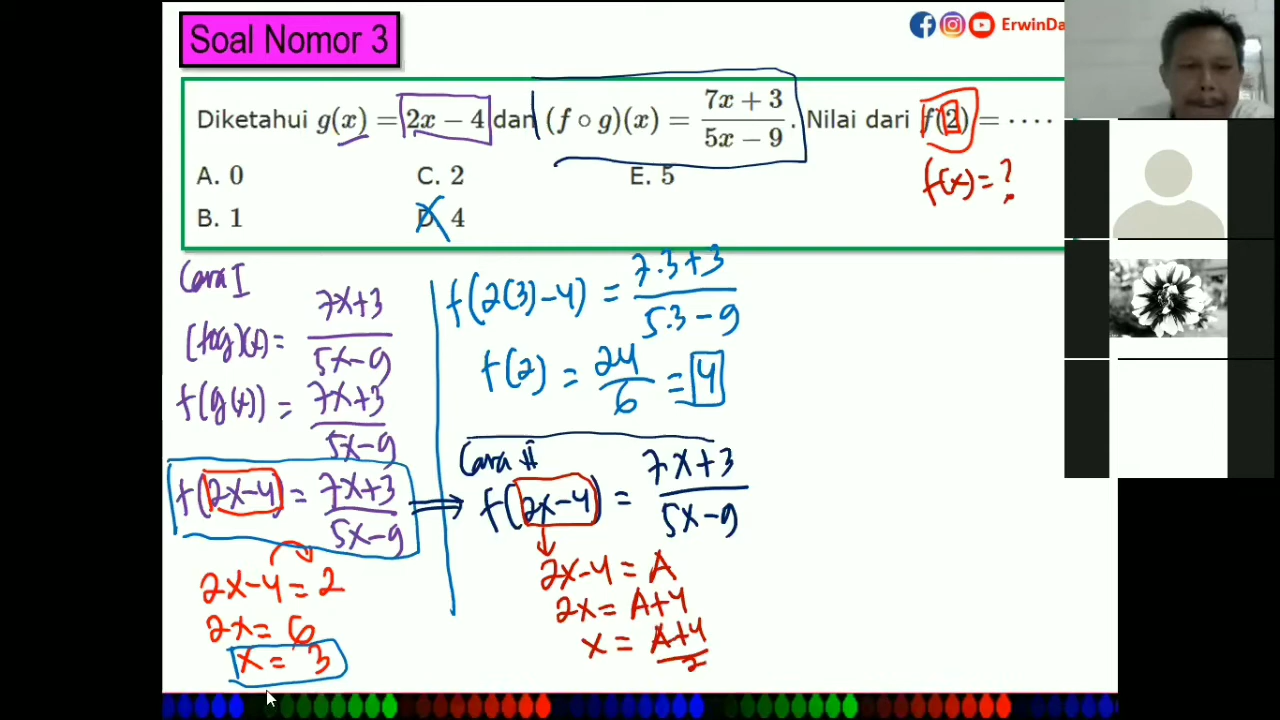 Soal Nomor 3
ErwinDa
Diketahui g(x) = 2x − 4 dan (f ∘ g)(x) = (7x + 3)/(5x − 9). Nilai dari f(2) = ····
A. 0 C. 2 E. 5
B. 1 D. 4
f(x) = ?
Cara I
(fog)(x) = (7x+3)/(5x−9)
f(g(x)) = (7x+3)/(5x−9)
f(2x−4) = (7x+3)/(5x−9)
2x−4 = 2
2x = 6
x = 3
f(2(3)−4) = (7.3+3)/(5.3−9)
f(2) = 24/6 = 4
Cara II
f(2x−4) = (7x+3)/(5x−9)
2x−4 = A
2x = A+4
x = (A+4)/2